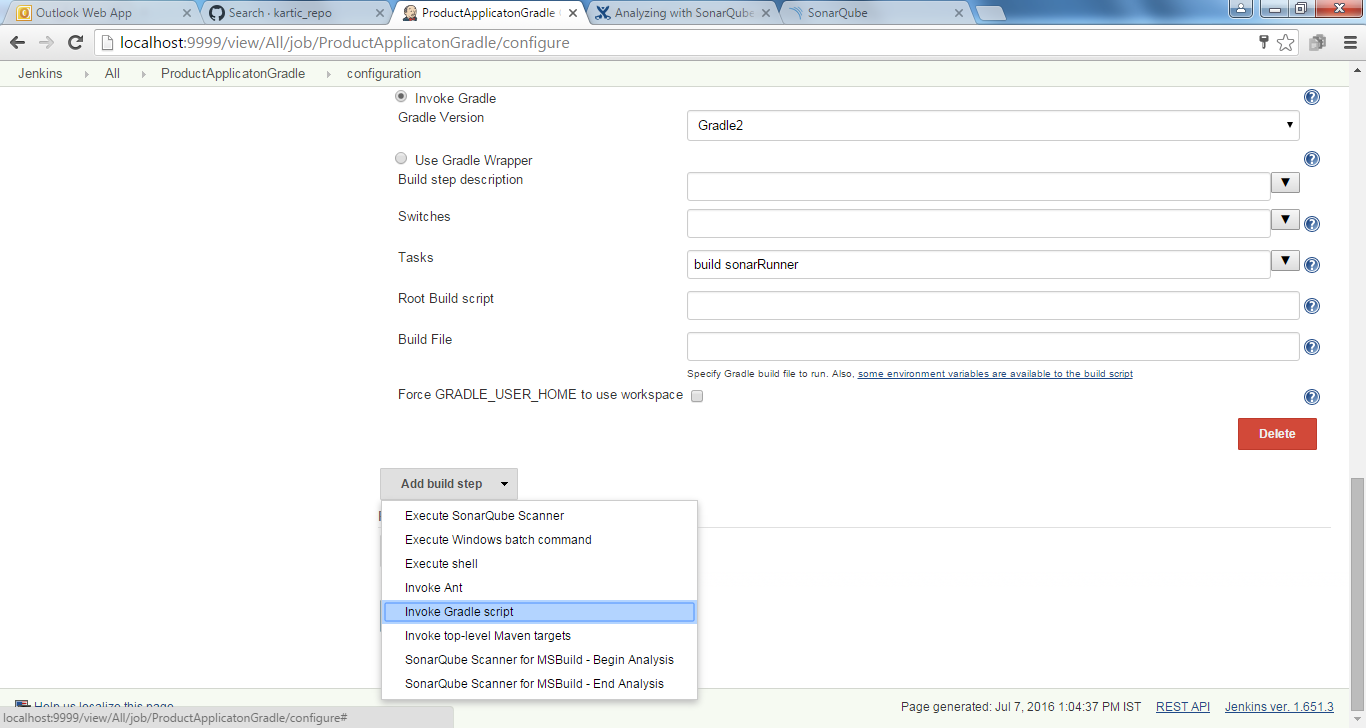 Outlook Web App
Search · kartic_repo
ProductApplicatonGradle
Analyzing with SonarQube
SonarQube
localhost:9999/view/All/job/ProductApplicatonGradle/configure
Jenkins All ProductApplicatonGradle configuration
Invoke Gradle
Gradle Version
Gradle2
Use Gradle Wrapper
Build step description
Switches
Tasks
build sonarRunner
Root Build script
Build File
Specify Gradle build file to run. Also, some environment variables are available to the build script
Force GRADLE_USER_HOME to use workspace
Delete
Add build step
Execute SonarQube Scanner
Execute Windows batch command
Execute shell
Invoke Ant
Invoke Gradle script
Invoke top-level Maven targets
SonarQube Scanner for MSBuild - Begin Analysis
SonarQube Scanner for MSBuild - End Analysis
Help us localize this page
Page generated: Jul 7, 2016 1:04:37 PM IST REST API Jenkins ver. 1.651.3
localhost:9999/view/All/job/ProductApplicatonGradle/configure#